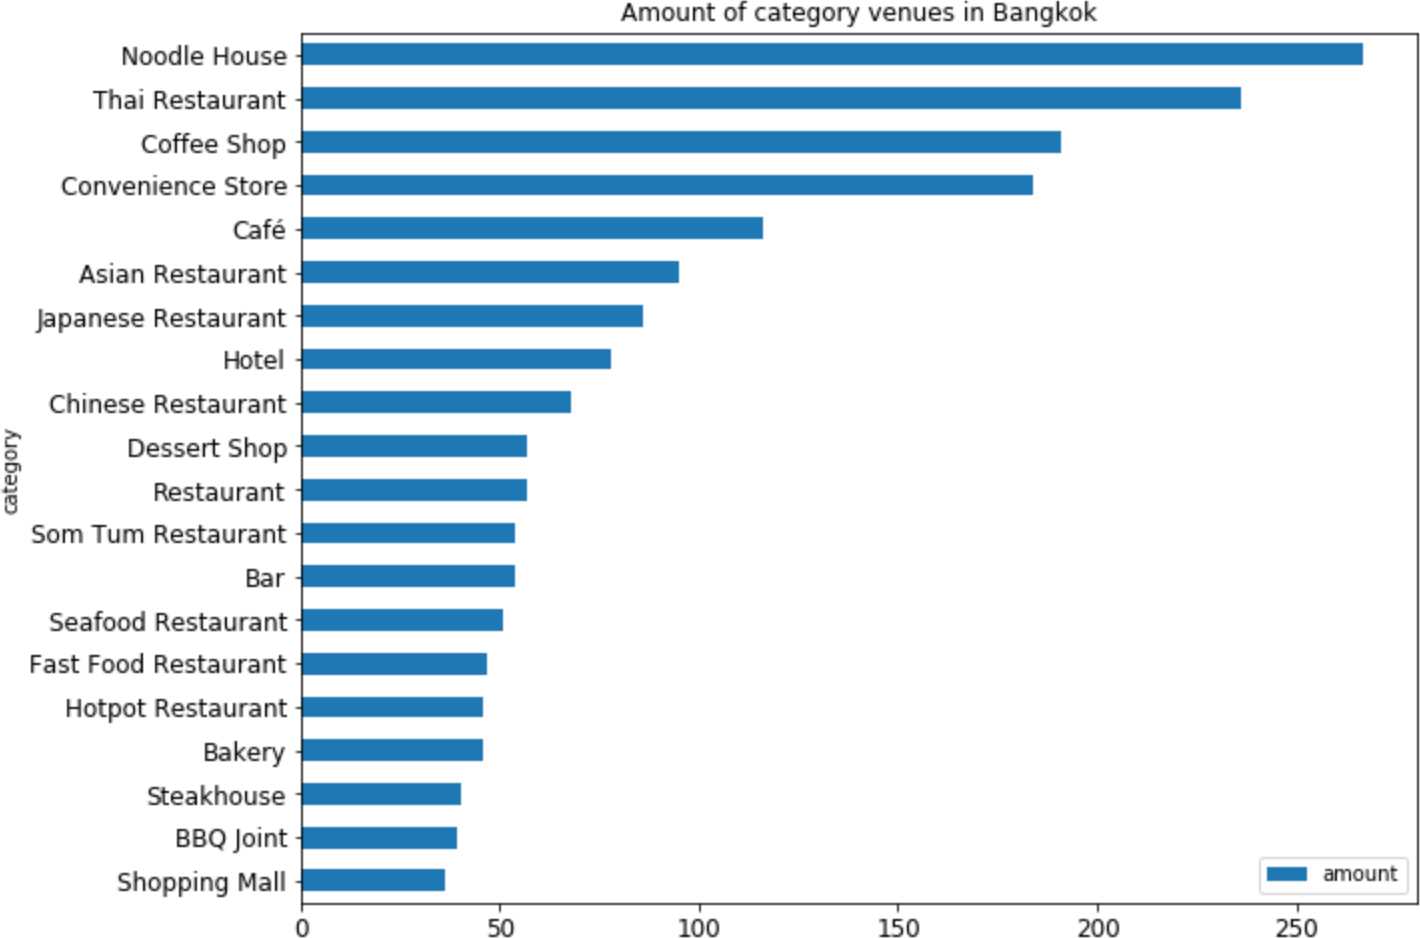 Amount of category venues in Bangkok
Noodle House
Thai Restaurant
Coffee Shop
Convenience Store
Café
Asian Restaurant
Japanese Restaurant
Hotel
Chinese Restaurant
Dessert Shop
Restaurant
Som Tum Restaurant
Bar
Seafood Restaurant
Fast Food Restaurant
Hotpot Restaurant
Bakery
Steakhouse
BBQ Joint
Shopping Mall
category
amount
0 50 100 150 200 250